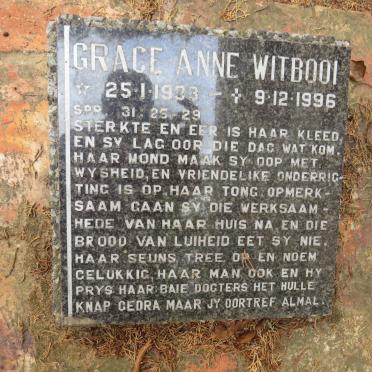 GRACE ANNE WITBOOI
☆ 25·1·1933 - ✢ 9·12·1996
SPR 31: 25-29
STERKTE EN EER IS HAAR KLEED,
EN SY LAG OOR DIE DAG WAT KOM.
HAAR MOND MAAK SY OOP MET
WYSHEID, EN VRIENDELIKE ONDERRIG-
TING IS OP HAAR TONG. OPMERK-
SAAM GAAN SY DIE WERKSAAM-
HEDE VAN HAAR HUIS NA EN DIE
BROOD VAN LUIHEID EET SY NIE.
HAAR SEUNS TREE OP EN NOEM
GELUKKIG, HAAR MAN OOK EN HY
PRYS HAAR: BAIE DOGTERS HET HULLE
KNAP GEDRA MAAR JY OORTREF ALMAL.